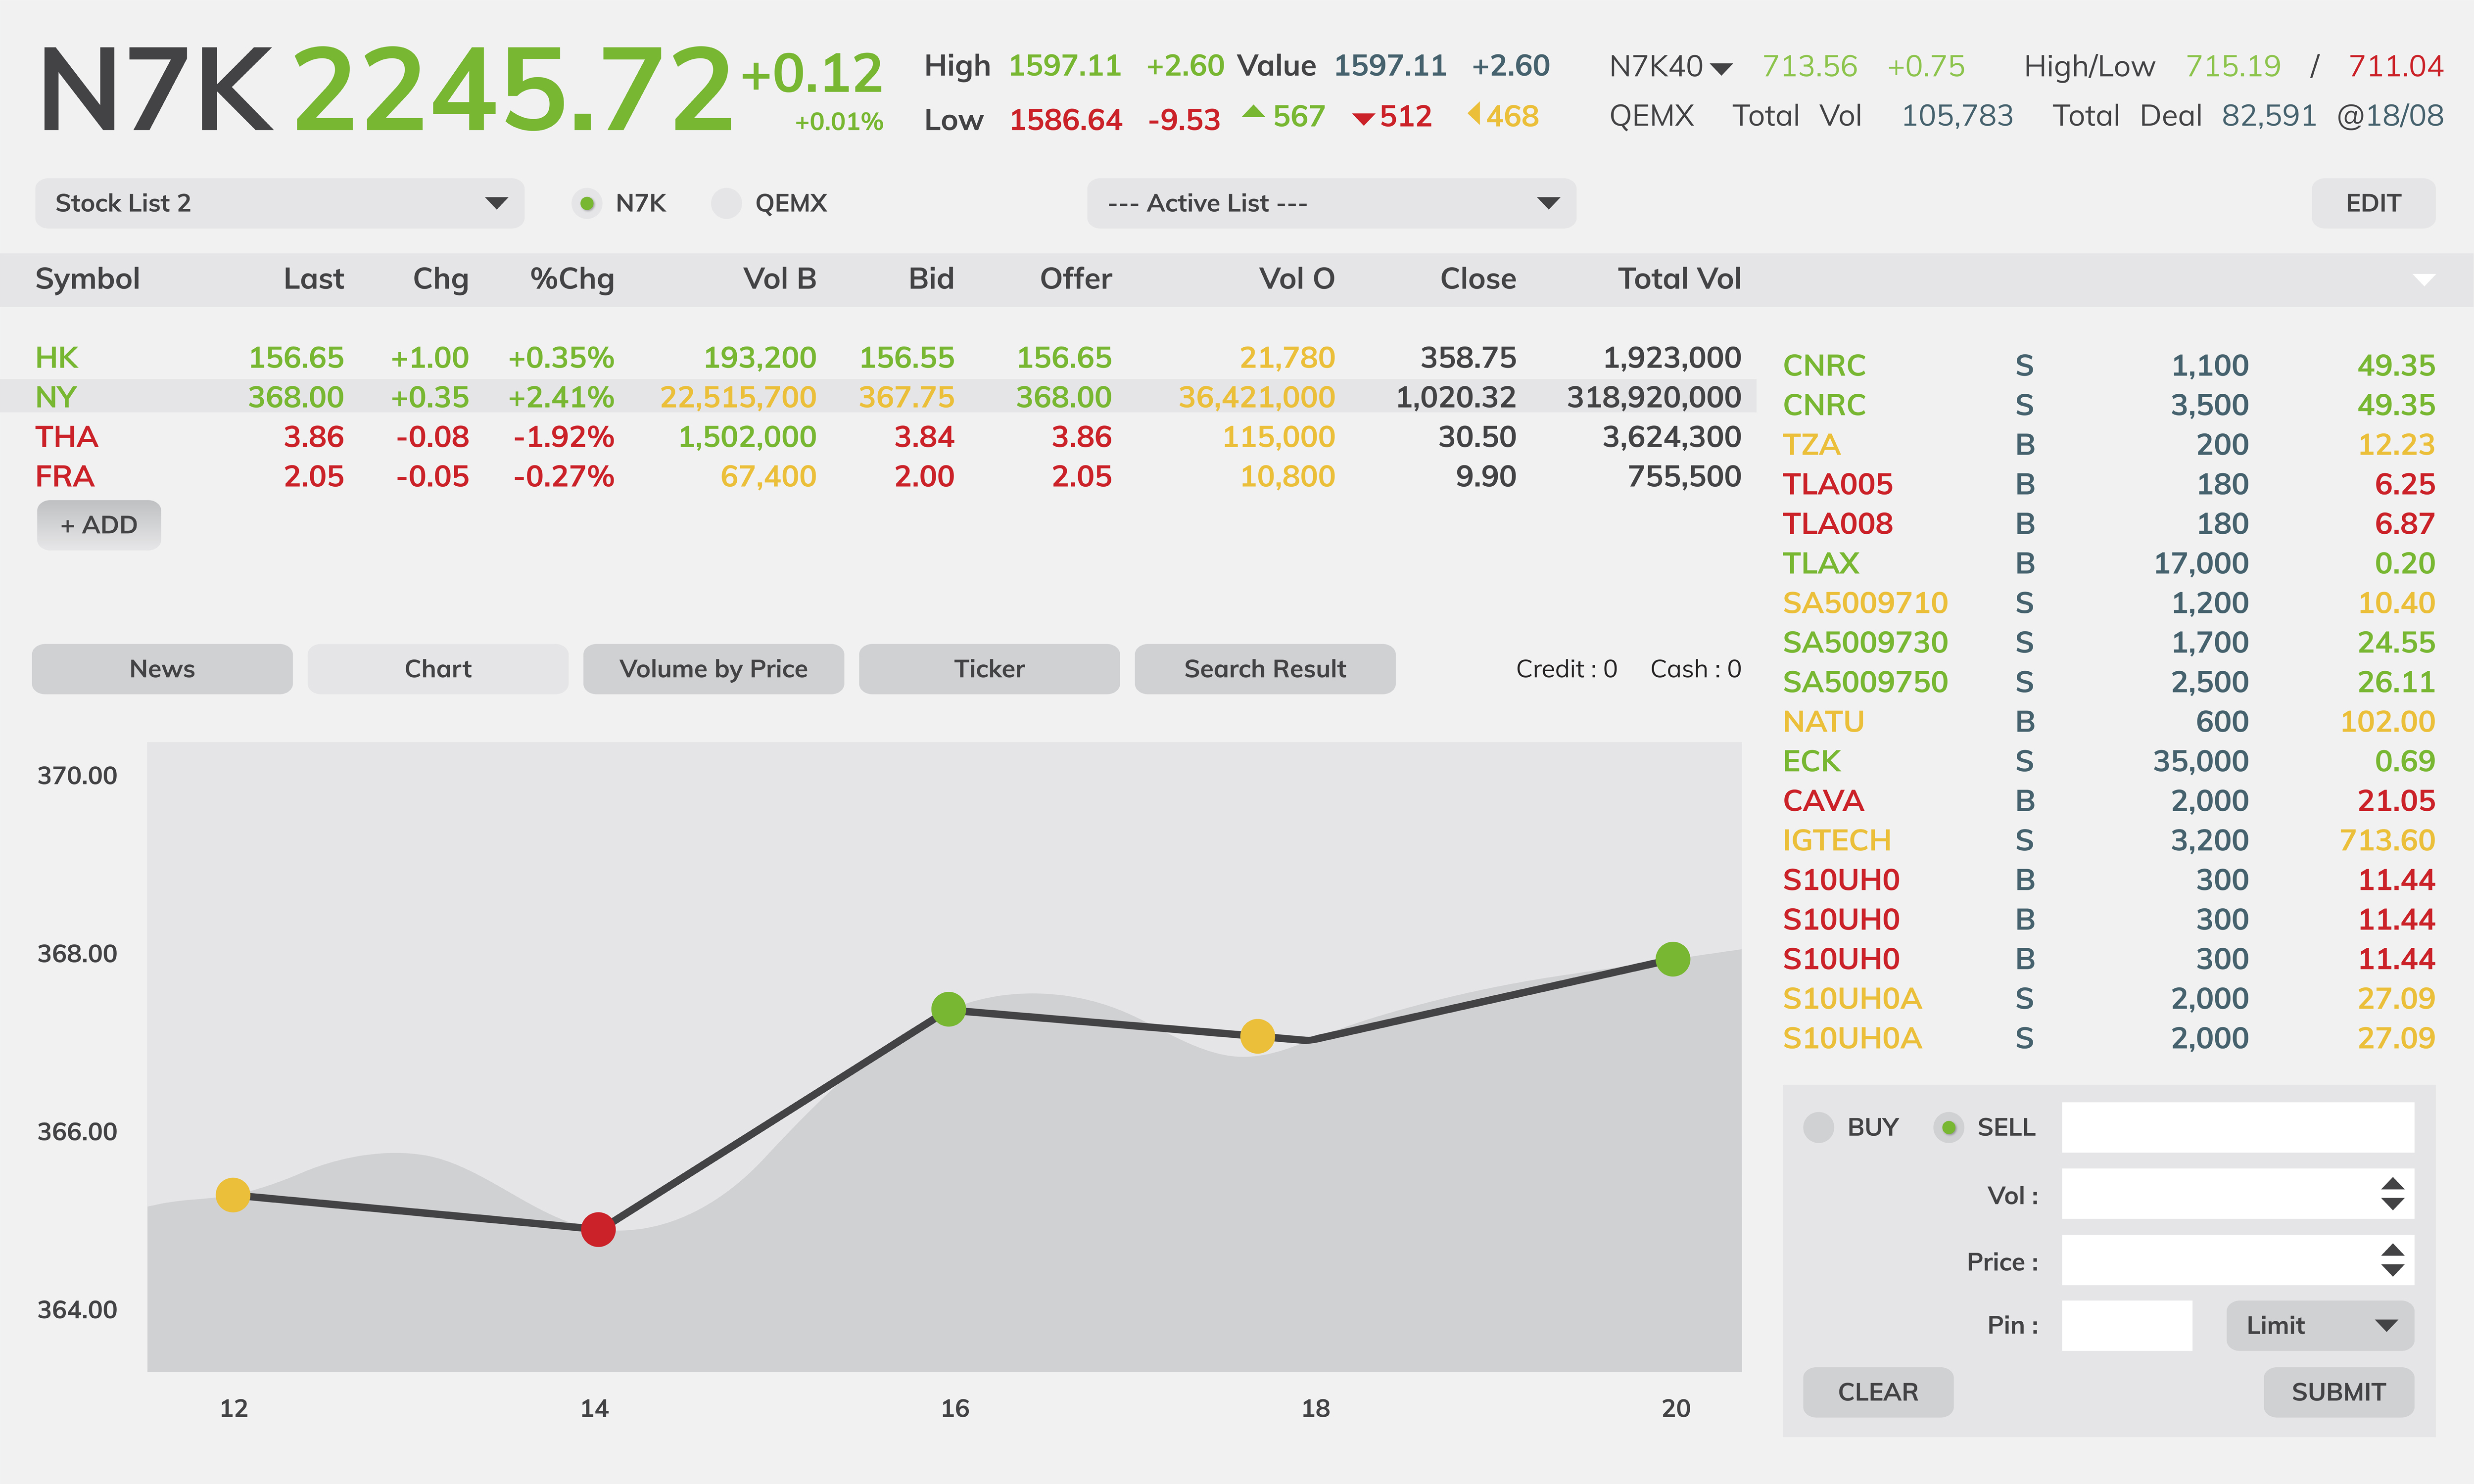 N7K 2245.72 +0.12 +0.01%
High 1597.11 +2.60 Value 1597.11 +2.60
Low 1586.64 -9.53 567 512 468
N7K40 713.56 +0.75 High/Low 715.19 / 711.04
QEMX Total Vol 105,783 Total Deal 82,591 @18/08
Stock List 2 N7K QEMX --- Active List --- EDIT
Symbol Last Chg %Chg Vol B Bid Offer Vol O Close Total Vol
HK 156.65 +1.00 +0.35% 193,200 156.55 156.65 21,780 358.75 1,923,000
NY 368.00 +0.35 +2.41% 22,515,700 367.75 368.00 36,421,000 1,020.32 318,920,000
THA 3.86 -0.08 -1.92% 1,502,000 3.84 3.86 115,000 30.50 3,624,300
FRA 2.05 -0.05 -0.27% 67,400 2.00 2.05 10,800 9.90 755,500
+ ADD
News Chart Volume by Price Ticker Search Result Credit : 0 Cash : 0
370.00
368.00
366.00
364.00
12 14 16 18 20
CNRC S 1,100 49.35
CNRC S 3,500 49.35
TZA B 200 12.23
TLA005 B 180 6.25
TLA008 B 180 6.87
TLAX B 17,000 0.20
SA5009710 S 1,200 10.40
SA5009730 S 1,700 24.55
SA5009750 S 2,500 26.11
NATU B 600 102.00
ECK S 35,000 0.69
CAVA B 2,000 21.05
IGTECH S 3,200 713.60
S10UH0 B 300 11.44
S10UH0 B 300 11.44
S10UH0 B 300 11.44
S10UH0A S 2,000 27.09
S10UH0A S 2,000 27.09
BUY SELL
Vol :
Price :
Pin : Limit
CLEAR SUBMIT